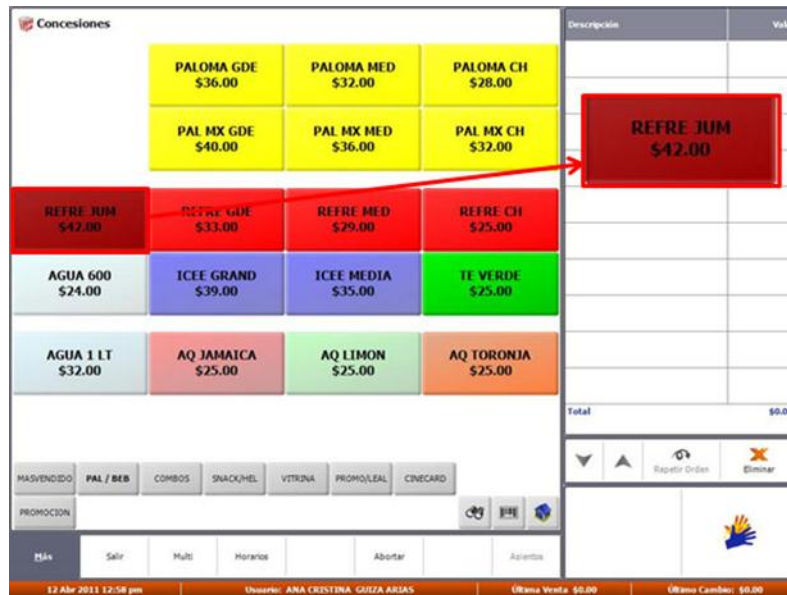 Concesiones
Descripción Val
PALOMA GDE PALOMA MED PALOMA CH
$36.00 $32.00 $28.00
PAL MX GDE PAL MX MED PAL MX CH
$40.00 $36.00 $32.00
REFRE JUM
$42.00
REFRE JUM REFRE GDE REFRE MED REFRE CH
$42.00 $33.00 $29.00 $25.00
AGUA 600 ICEE GRAND ICEE MEDIA TE VERDE
$24.00 $39.00 $35.00 $25.00
AGUA 1 LT AQ JAMAICA AQ LIMON AQ TORONJA
$32.00 $25.00 $25.00 $25.00
Total $0.0
MASVENDIDO PAL / BEB COMBOS SNACK/HEL VITRINA PROMO/LEAL CINECARD
Repetir Orden Eliminar
PROMOCION
Más Salir Multi Horarios Abortar Asientos
12 Abr 2011 12:58 pm Usuario: ANA CRISTINA GUIZA ARIAS Última Venta $0.00 Último Cambio: $0.00